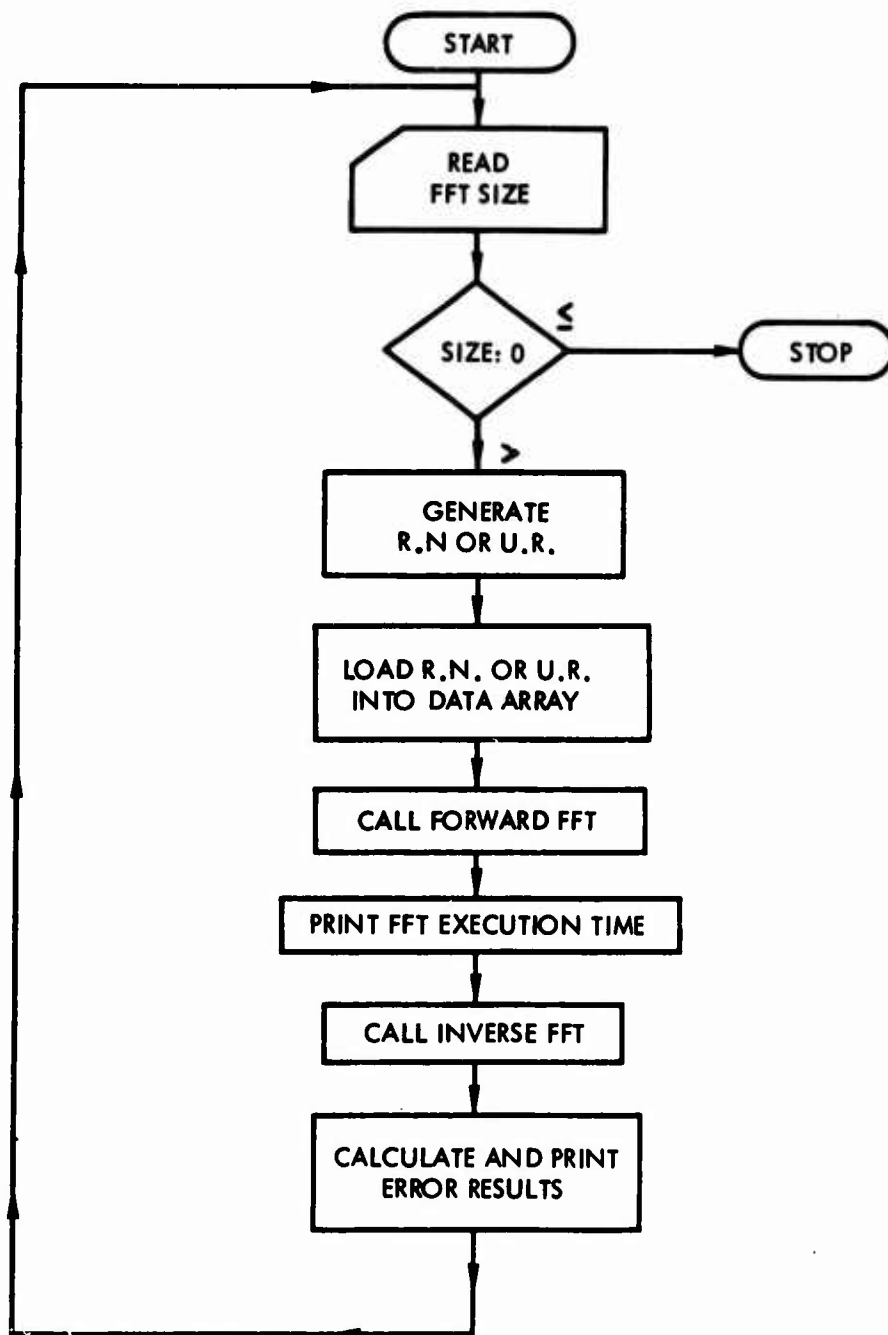 START
READ
FFT SIZE
≤
SIZE: 0
STOP
>
GENERATE
R.N OR U.R.
LOAD R.N. OR U.R.
INTO DATA ARRAY
CALL FORWARD FFT
PRINT FFT EXECUTION TIME
CALL INVERSE FFT
CALCULATE AND PRINT
ERROR RESULTS